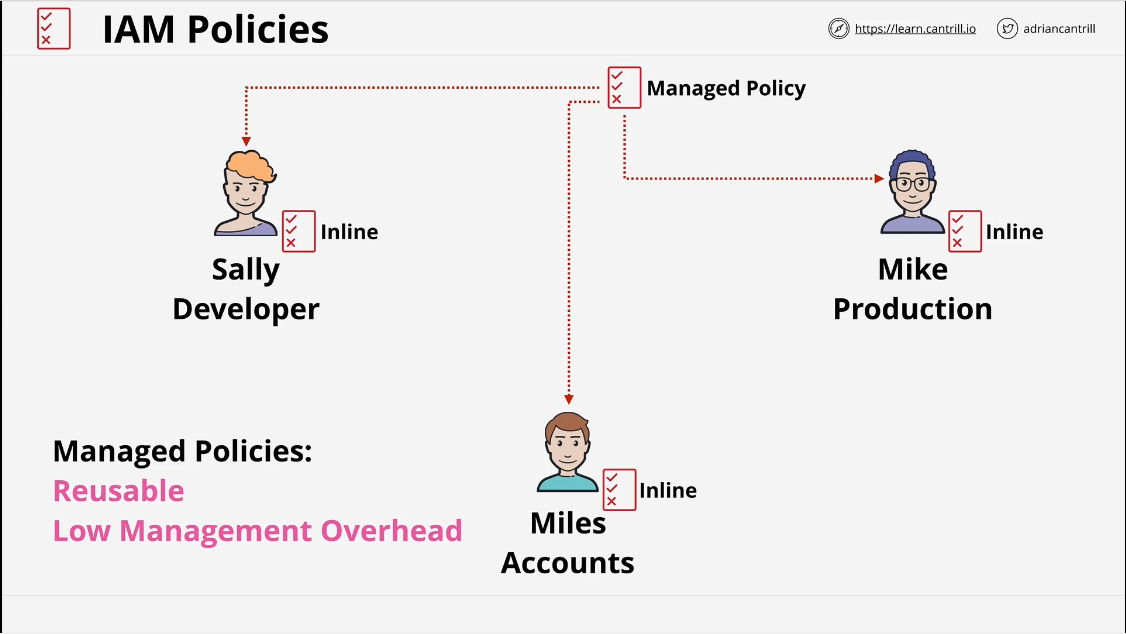 IAM Policies
https://learn.cantrill.io
adriancantrill
Managed Policy
Inline
Sally
Developer
Inline
Mike
Production
Managed Policies:
Reusable
Low Management Overhead
Inline
Miles
Accounts